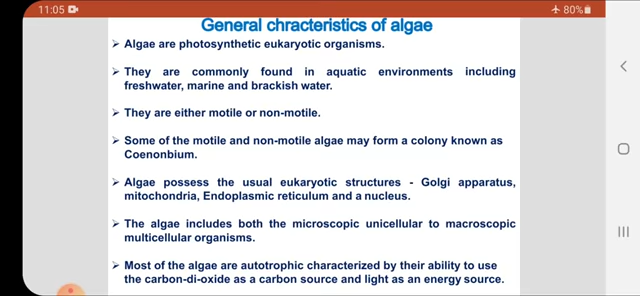 11:05
80%
General chracteristics of algae
➢ Algae are photosynthetic eukaryotic organisms.
➢ They are commonly found in aquatic environments including
freshwater, marine and brackish water.
➢ They are either motile or non-motile.
➢ Some of the motile and non-motile algae may form a colony known as
Coenonbium.
➢ Algae possess the usual eukaryotic structures - Golgi apparatus,
mitochondria, Endoplasmic reticulum and a nucleus.
➢ The algae includes both the microscopic unicellular to macroscopic
multicellular organisms.
➢ Most of the algae are autotrophic characterized by their ability to use
the carbon-di-oxide as a carbon source and light as an energy source.